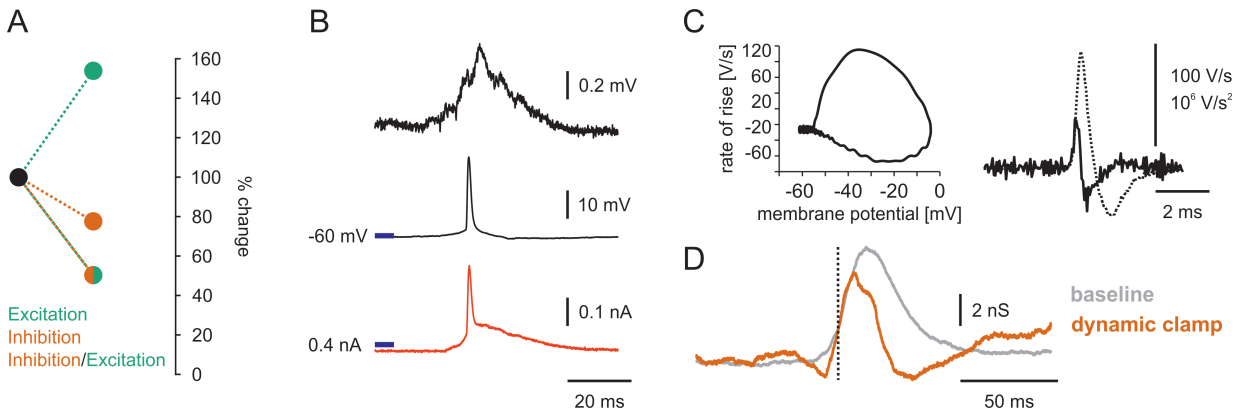 A
160
140
120
100
80
60
40
20
0
% change
Excitation
Inhibition
Inhibition/Excitation
B
0.2 mV
10 mV
-60 mV
0.1 nA
0.4 nA
20 ms
C
rate of rise [V/s]
120
100
60
20
-20
-60
-60
-40
-20
0
membrane potential [mV]
100 V/s
10⁶ V/s²
2 ms
D
baseline
dynamic clamp
2 nS
50 ms